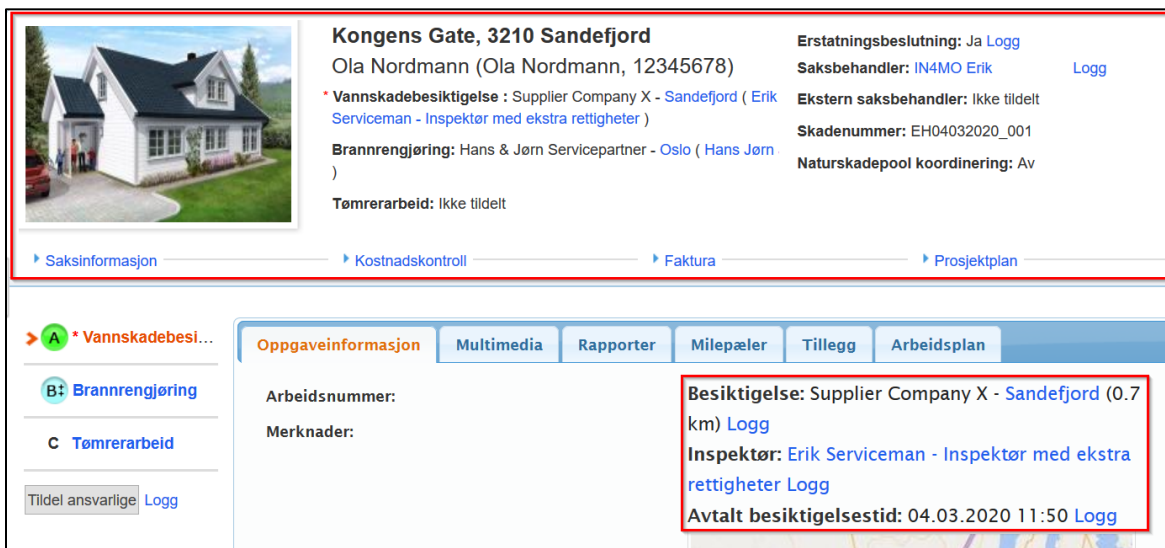 Kongens Gate, 3210 Sandefjord
Ola Nordmann (Ola Nordmann, 12345678)
* Vannskadebesiktigelse : Supplier Company X - Sandefjord ( Erik
Serviceman - Inspektør med ekstra rettigheter )
Brannrengjøring: Hans & Jørn Servicepartner - Oslo ( Hans Jørn
)
Tømrerarbeid: Ikke tildelt
Erstatningsbeslutning: Ja Logg
Saksbehandler: IN4MO Erik Logg
Ekstern saksbehandler: Ikke tildelt
Skadenummer: EH04032020_001
Naturskadepool koordinering: Av
Saksinformasjon Kostnadskontroll Faktura Prosjektplan
A * Vannskadebesi...
B‡ Brannrengjøring
C Tømrerarbeid
Tildel ansvarlige Logg
Oppgaveinformasjon Multimedia Rapporter Milepæler Tillegg Arbeidsplan
Arbeidsnummer:
Merknader:
Besiktigelse: Supplier Company X - Sandefjord (0.7
km) Logg
Inspektør: Erik Serviceman - Inspektør med ekstra
rettigheter Logg
Avtalt besiktigelsestid: 04.03.2020 11:50 Logg